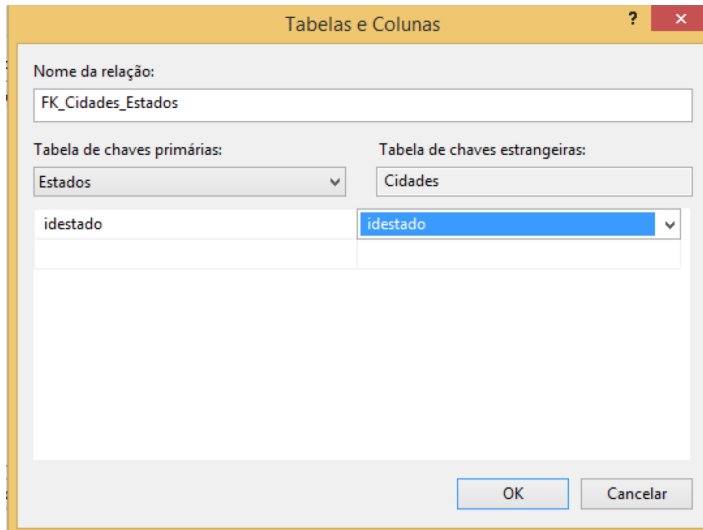 Tabelas e Colunas
?
Nome da relação:
FK_Cidades_Estados
Tabela de chaves primárias:
Tabela de chaves estrangeiras:
Estados
Cidades
idestado
idestado
OK
Cancelar